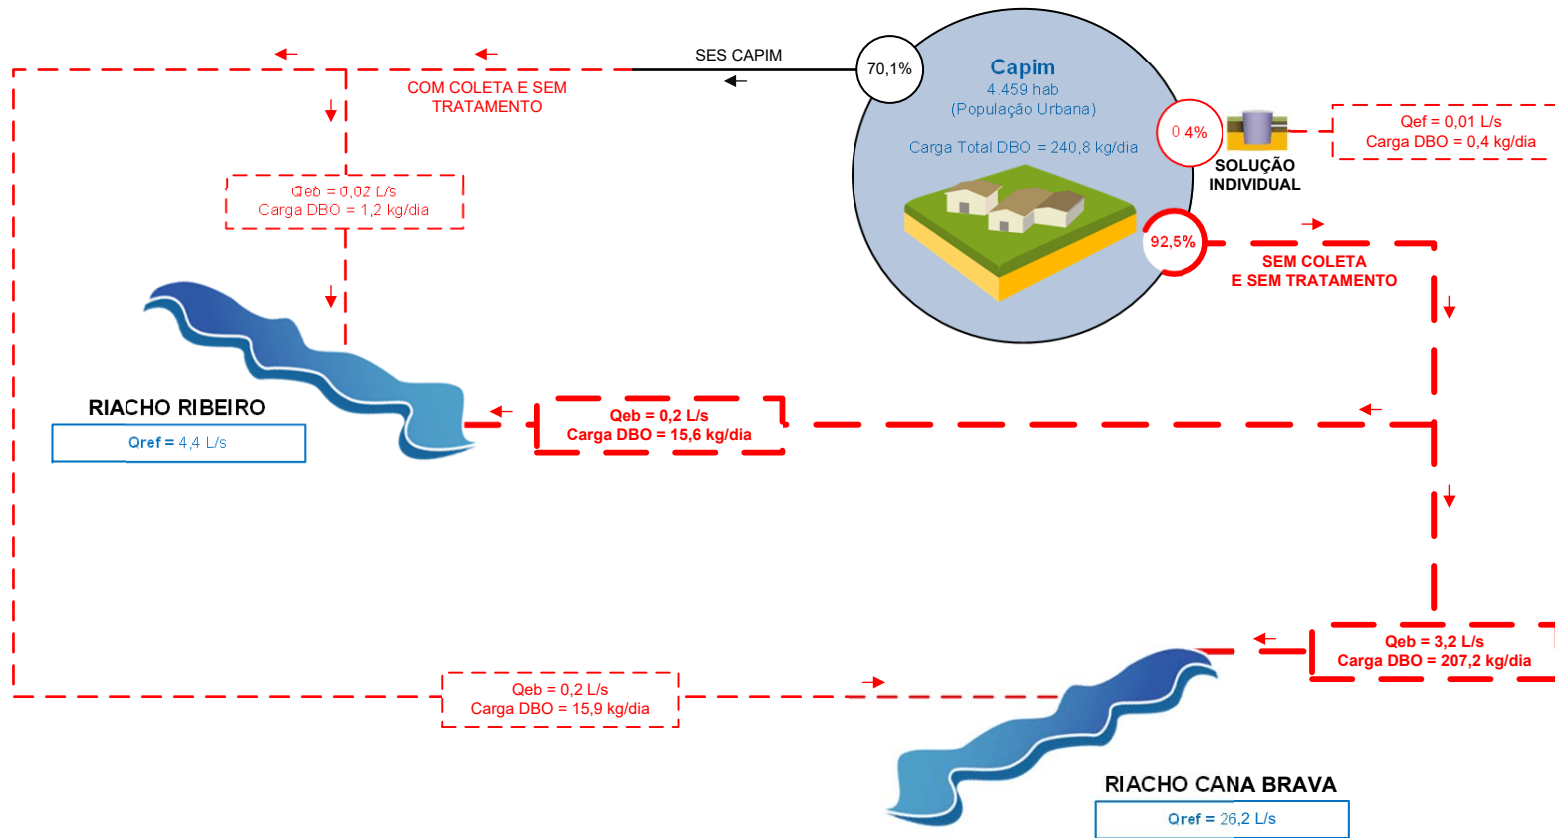 SES CAPIM
70,1%
COM COLETA E SEM
TRATAMENTO
Capim
4.459 hab
(População Urbana)
Carga Total DBO = 240,8 kg/dia
0 4%
SOLUÇÃO
INDIVIDUAL
Qef = 0,01 L/s
Carga DBO = 0,4 kg/dia
92,5%
SEM COLETA
E SEM TRATAMENTO
Qeb = 0,02 L/s
Carga DBO = 1,2 kg/dia
RIACHO RIBEIRO
Qref = 4,4 L/s
Qeb = 0,2 L/s
Carga DBO = 15,6 kg/dia
Qeb = 3,2 L/s
Carga DBO = 207,2 kg/dia
Qeb = 0,2 L/s
Carga DBO = 15,9 kg/dia
RIACHO CANA BRAVA
Qref = 26,2 L/s